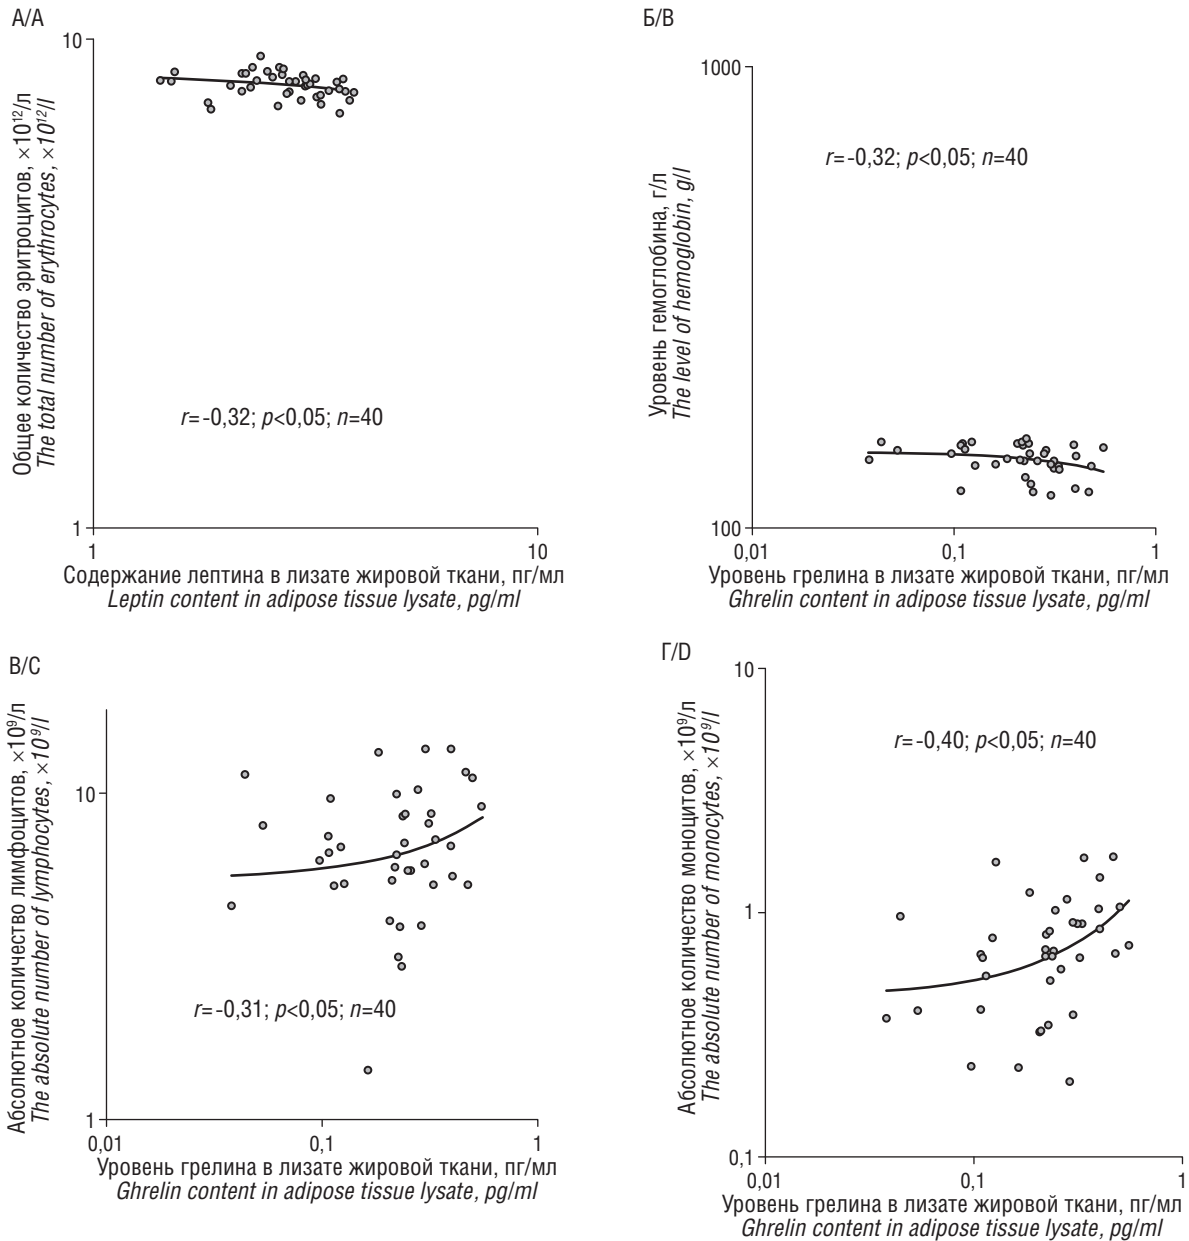 А/A
10
1
1
10
Общее количество эритроцитов, ×10¹²/л
The total number of erythrocytes, ×10¹²/l
r=-0,32; p<0,05; n=40
Содержание лептина в лизате жировой ткани, пг/мл
Leptin content in adipose tissue lysate, pg/ml
Б/B
1000
100
0,01
0,1
1
Уровень гемоглобина, г/л
The level of hemoglobin, g/l
r=-0,32; p<0,05; n=40
Уровень грелина в лизате жировой ткани, пг/мл
Ghrelin content in adipose tissue lysate, pg/ml
В/C
10
1
0,01
0,1
1
Абсолютное количество лимфоцитов, ×10⁹/л
The absolute number of lymphocytes, ×10⁹/l
r=-0,31; p<0,05; n=40
Уровень грелина в лизате жировой ткани, пг/мл
Ghrelin content in adipose tissue lysate, pg/ml
Г/D
10
1
0,1
0,01
0,1
1
Абсолютное количество моноцитов, ×10⁹/л
The absolute number of monocytes, ×10⁹/l
r=-0,40; p<0,05; n=40
Уровень грелина в лизате жировой ткани, пг/мл
Ghrelin content in adipose tissue lysate, pg/ml